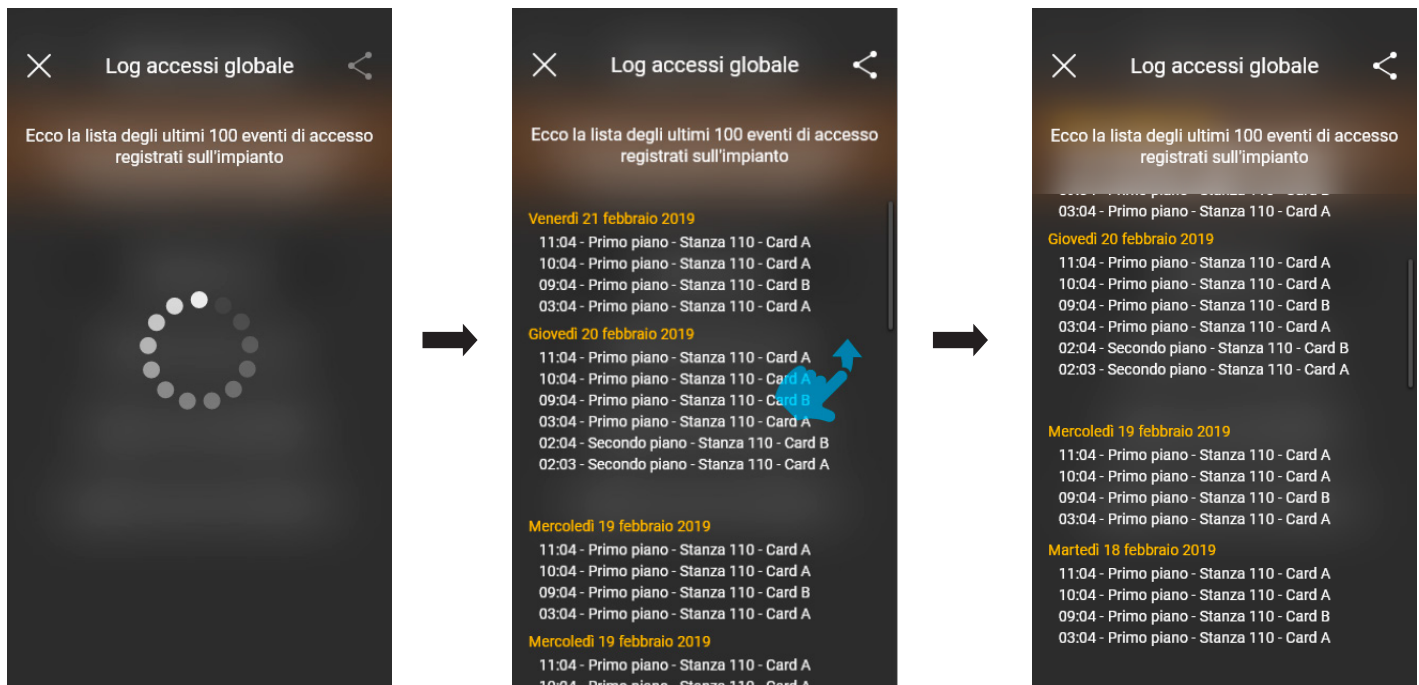 Log accessi globale
Ecco la lista degli ultimi 100 eventi di accesso
registrati sull'impianto
Log accessi globale
Ecco la lista degli ultimi 100 eventi di accesso
registrati sull'impianto
Venerdì 21 febbraio 2019
11:04 - Primo piano - Stanza 110 - Card A
10:04 - Primo piano - Stanza 110 - Card A
09:04 - Primo piano - Stanza 110 - Card B
03:04 - Primo piano - Stanza 110 - Card A
Giovedì 20 febbraio 2019
11:04 - Primo piano - Stanza 110 - Card A
10:04 - Primo piano - Stanza 110 - Card A
09:04 - Primo piano - Stanza 110 - Card B
03:04 - Primo piano - Stanza 110 - Card A
02:04 - Secondo piano - Stanza 110 - Card B
02:03 - Secondo piano - Stanza 110 - Card A
Mercoledì 19 febbraio 2019
11:04 - Primo piano - Stanza 110 - Card A
10:04 - Primo piano - Stanza 110 - Card A
09:04 - Primo piano - Stanza 110 - Card B
03:04 - Primo piano - Stanza 110 - Card A
Mercoledì 19 febbraio 2019
11:04 - Primo piano - Stanza 110 - Card A
Log accessi globale
Ecco la lista degli ultimi 100 eventi di accesso
registrati sull'impianto
03:04 - Primo piano - Stanza 110 - Card A
Giovedì 20 febbraio 2019
11:04 - Primo piano - Stanza 110 - Card A
10:04 - Primo piano - Stanza 110 - Card A
09:04 - Primo piano - Stanza 110 - Card B
03:04 - Primo piano - Stanza 110 - Card A
02:04 - Secondo piano - Stanza 110 - Card B
02:03 - Secondo piano - Stanza 110 - Card A
Mercoledì 19 febbraio 2019
11:04 - Primo piano - Stanza 110 - Card A
10:04 - Primo piano - Stanza 110 - Card A
09:04 - Primo piano - Stanza 110 - Card B
03:04 - Primo piano - Stanza 110 - Card A
Martedì 18 febbraio 2019
11:04 - Primo piano - Stanza 110 - Card A
10:04 - Primo piano - Stanza 110 - Card A
09:04 - Primo piano - Stanza 110 - Card B
03:04 - Primo piano - Stanza 110 - Card A